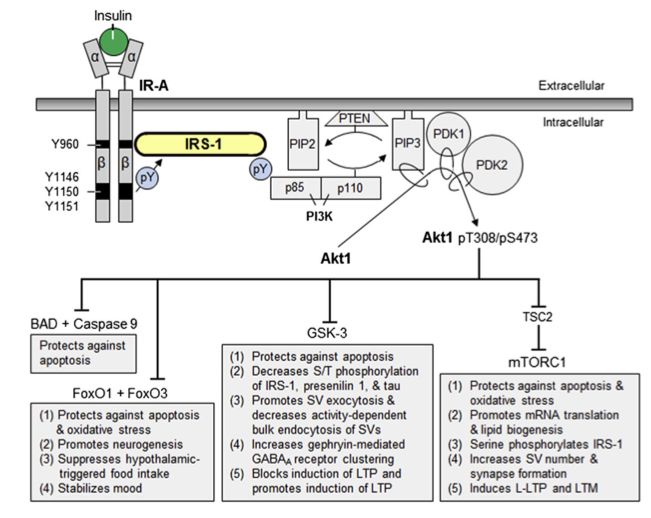 Insulin
α α
IR-A
Extracellular
Intracellular
Y960
β β
Y1146
Y1150
Y1151
pY
IRS-1
pY
PIP2
PTEN
PIP3
PDK1
PDK2
p85 p110
PI3K
Akt1
Akt1 pT308/pS473
BAD + Caspase 9
Protects against
apoptosis
FoxO1 + FoxO3
(1) Protects against apoptosis
& oxidative stress
(2) Promotes neurogenesis
(3) Suppresses hypothalamic-
triggered food intake
(4) Stabilizes mood
GSK-3
(1) Protects against apoptosis
(2) Decreases S/T phosphorylation
of IRS-1, presenilin 1, & tau
(3) Promotes SV exocytosis &
decreases activity-dependent
bulk endocytosis of SVs
(4) Increases gephryin-mediated
GABAA receptor clustering
(5) Blocks induction of LTP and
promotes induction of LTP
TSC2
mTORC1
(1) Protects against apoptosis &
oxidative stress
(2) Promotes mRNA translation
& lipid biogenesis
(3) Serine phosphorylates IRS-1
(4) Increases SV number &
synapse formation
(5) Induces L-LTP and LTM